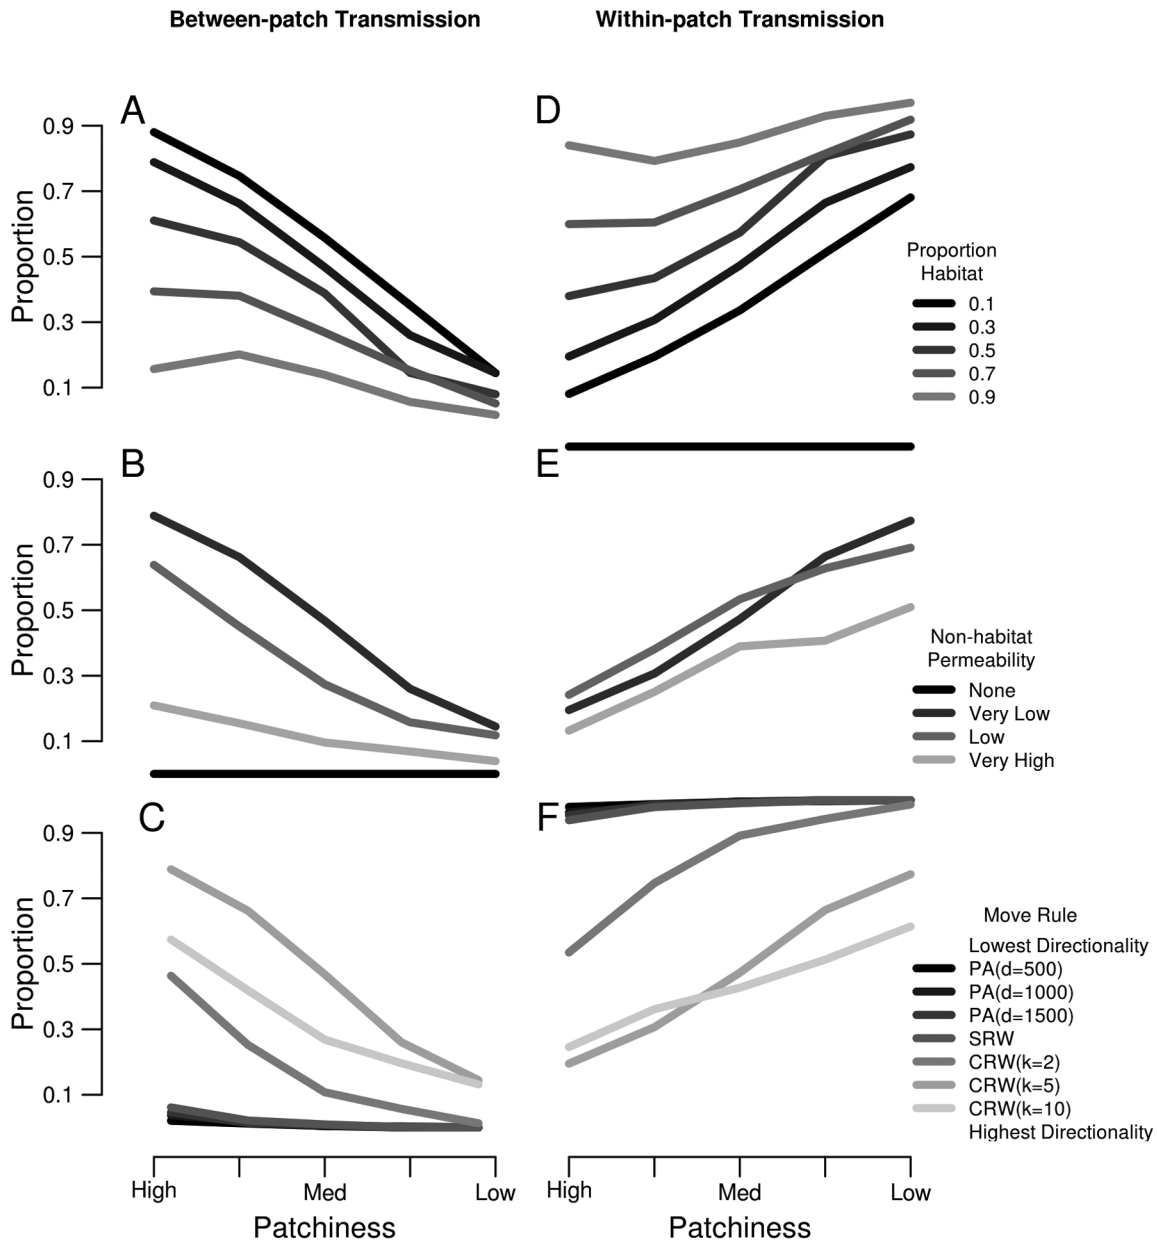 Between-patch Transmission
Within-patch Transmission
A
0.9
0.7
0.5
0.3
0.1
Proportion
D
Proportion
Habitat
0.1
0.3
0.5
0.7
0.9
B
0.9
0.7
0.5
0.3
0.1
Proportion
E
Non-habitat
Permeability
None
Very Low
Low
Very High
C
0.9
0.7
0.5
0.3
0.1
Proportion
High
Med
Low
Patchiness
F
Move Rule
Lowest Directionality
PA(d=500)
PA(d=1000)
PA(d=1500)
SRW
CRW(k=2)
CRW(k=5)
CRW(k=10)
Highest Directionality
High
Med
Low
Patchiness